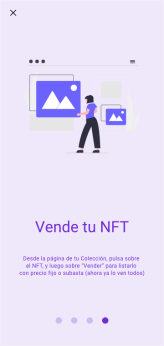 Vende tu NFT
Desde la página de tu Colección, pulsa sobre
el NFT, y luego sobre "Vender" para listarlo
con precio fijo o subasta (ahora ya lo ven todos)